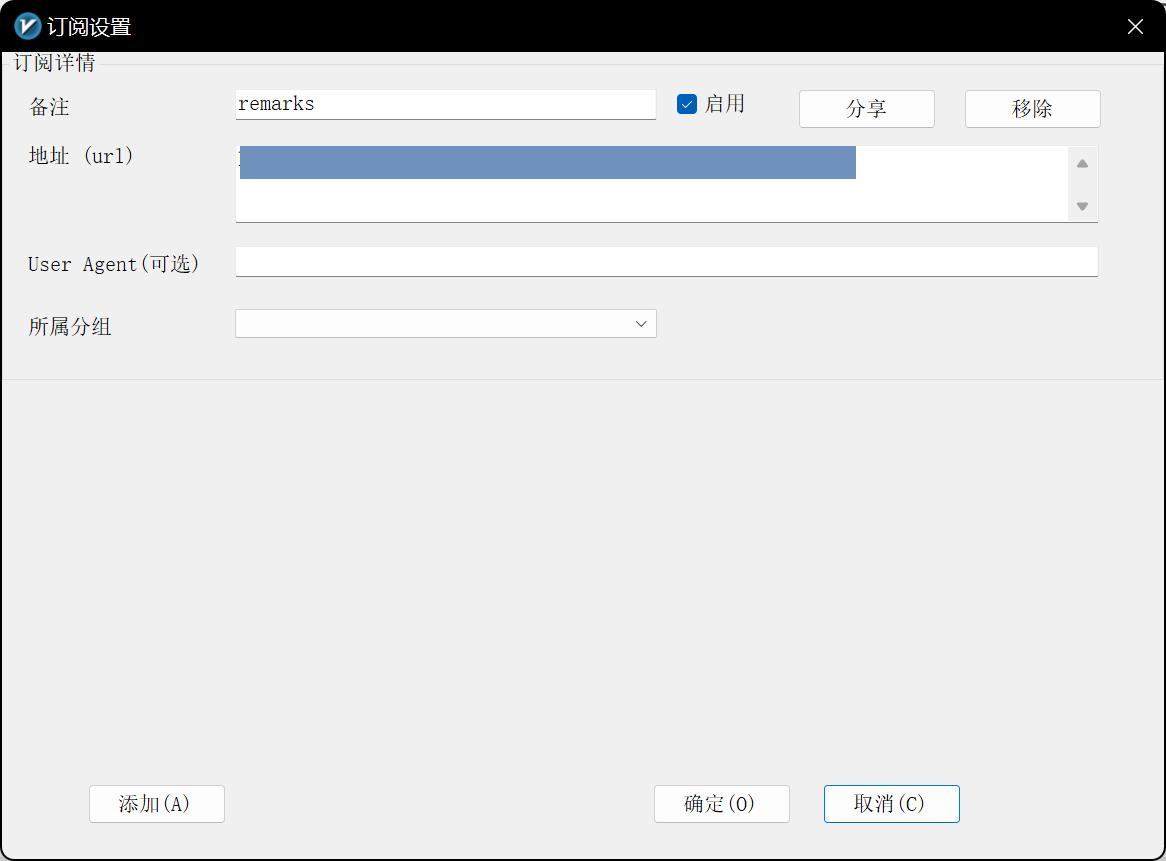 订阅设置
订阅详情
备注 remarks 启用 分享 移除
地址 (url)
User Agent(可选)
所属分组
添加(A) 确定(O) 取消(C)